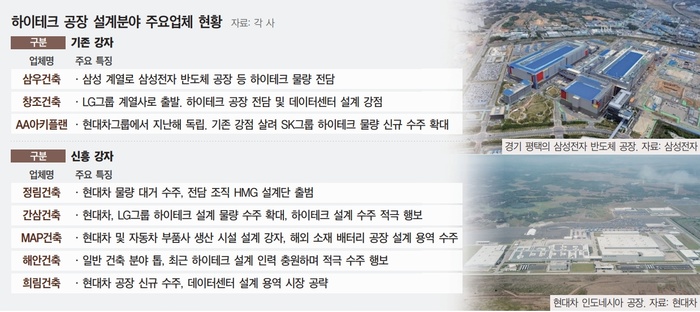 하이테크 공장 설계분야 주요업체 현황 자료: 각 사
구분 기존 강자
업체명 주요 특징
삼우건축 · 삼성 계열로 삼성전자 반도체 공장 등 하이테크 물량 전담
창조건축 · LG그룹 계열사로 출발, 하이테크 공장 전담 및 데이터센터 설계 강점
AA아키플랜 · 현대차그룹에서 지난해 독립. 기존 강점 살려 SK그룹 하이테크 물량 신규 수주 확대
경기 평택의 삼성전자 반도체 공장. 자료: 삼성전자
구분 신흥 강자
업체명 주요 특징
정림건축 · 현대차 물량 대거 수주, 전담 조직 HMG 설계단 출범
간삼건축 · 현대차, LG그룹 하이테크 설계 물량 수주 확대, 하이테크 설계 수주 적극 행보
MAP건축 · 현대차 및 자동차 부품사 생산 시설 설계 강자, 해외 소재 배터리 공장 설계 용역 수주
해안건축 · 일반 건축 분야 톱, 최근 하이테크 설계 인력 충원하며 적극 수주 행보
희림건축 · 현대차 공장 신규 수주, 데이터센터 설계 용역 시장 공략
현대차 인도네시아 공장. 자료: 현대차